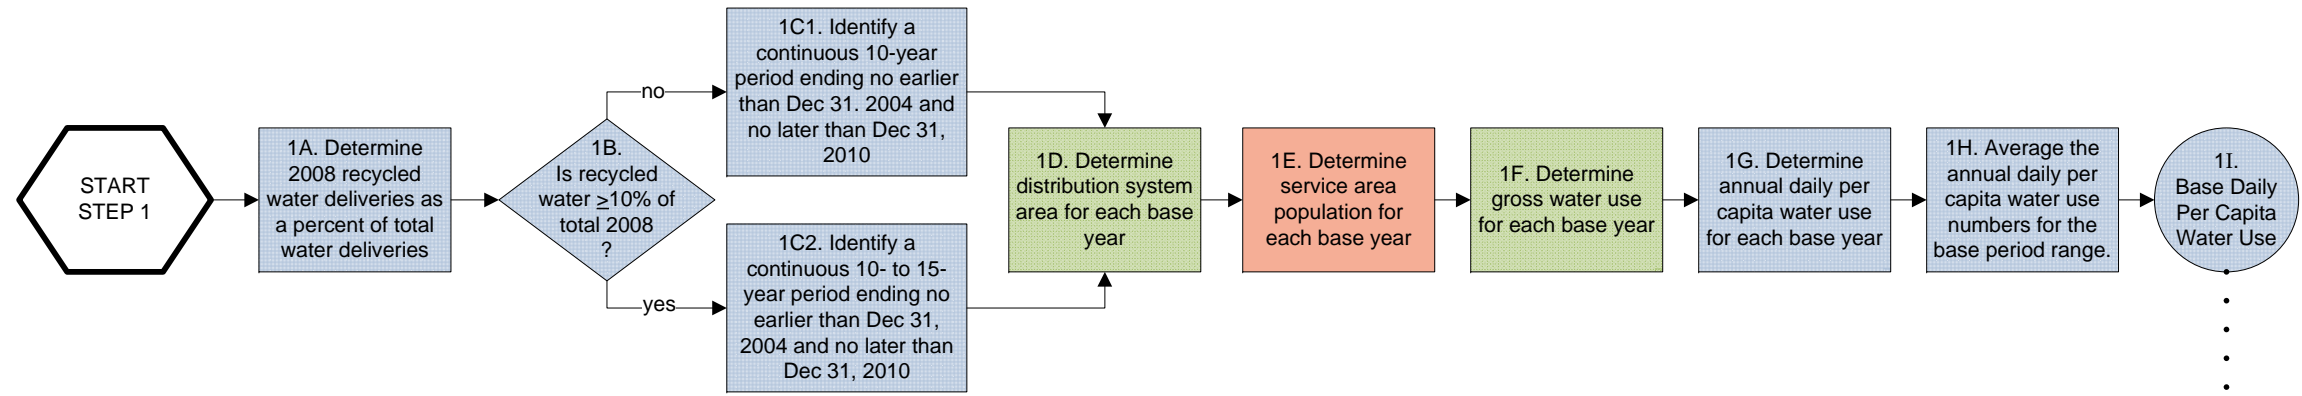 START
STEP 1
1A. Determine
2008 recycled
water deliveries as
a percent of total
water deliveries
1B.
Is recycled
water ≥10% of
total 2008
?
no
yes
1C1. Identify a
continuous 10-year
period ending no earlier
than Dec 31. 2004 and
no later than Dec 31,
2010
1C2. Identify a
continuous 10- to 15-
year period ending no
earlier than Dec 31,
2004 and no later than
Dec 31, 2010
1D. Determine
distribution system
area for each base
year
1E. Determine
service area
population for
each base year
1F. Determine
gross water use
for each base year
1G. Determine
annual daily per
capita water use
for each base year
1H. Average the
annual daily per
capita water use
numbers for the
base period range.
1I.
Base Daily
Per Capita
Water Use